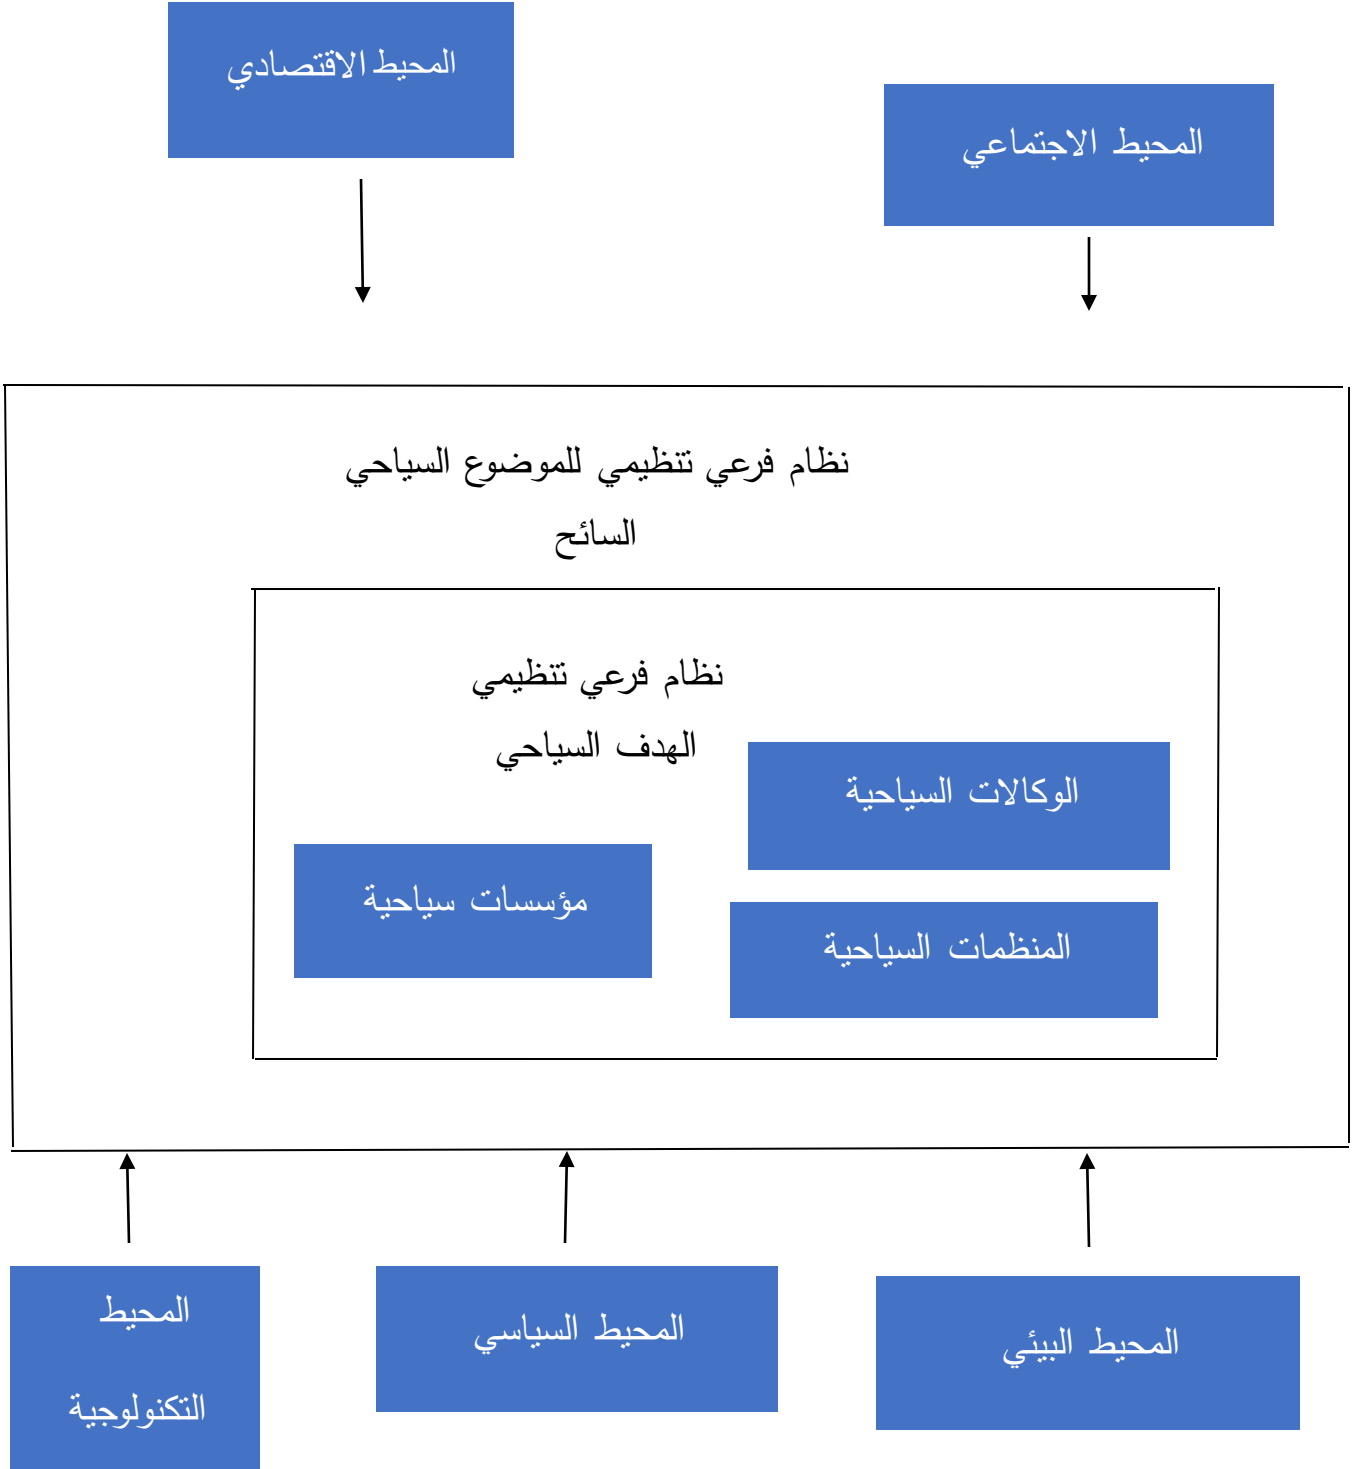 المحيط الاقتصادي
المحيط الاجتماعي
نظام فرعي تنظيمي للموضوع السياحي
السائح
نظام فرعي تنظيمي
الهدف السياحي
الوكالات السياحية
مؤسسات سياحية
المنظمات السياحية
المحيط البيئي
المحيط السياسي
المحيط
التكنولوجية